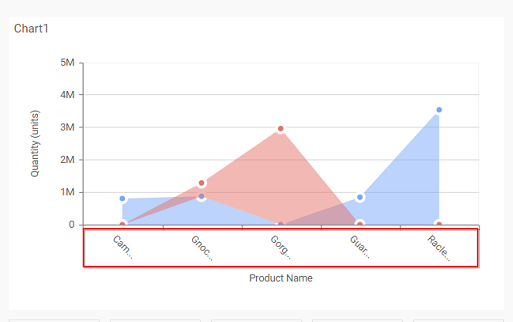 Chart1
5M
4M
3M
2M
1M
0
Quantity (units)
Cam...
Gnoc...
Gorg...
Guar...
Racle...
Product Name